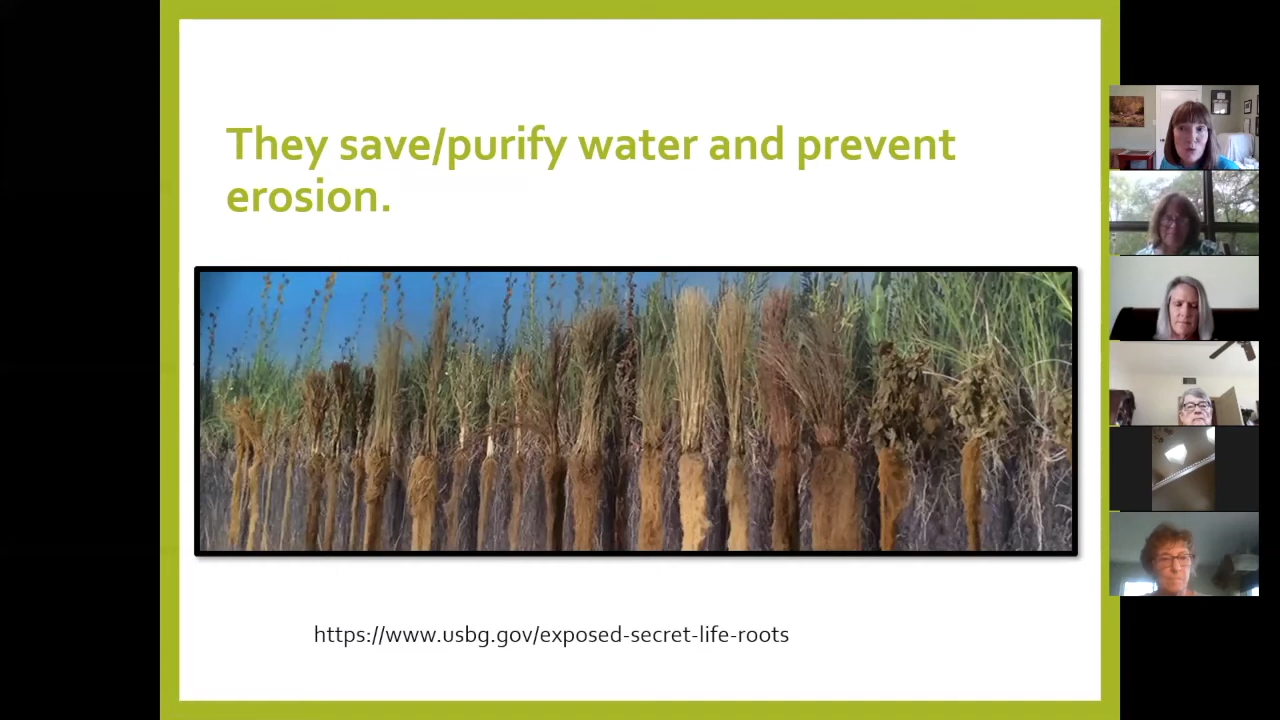 They save/purify water and prevent
erosion.
https://www.usbg.gov/exposed-secret-life-roots